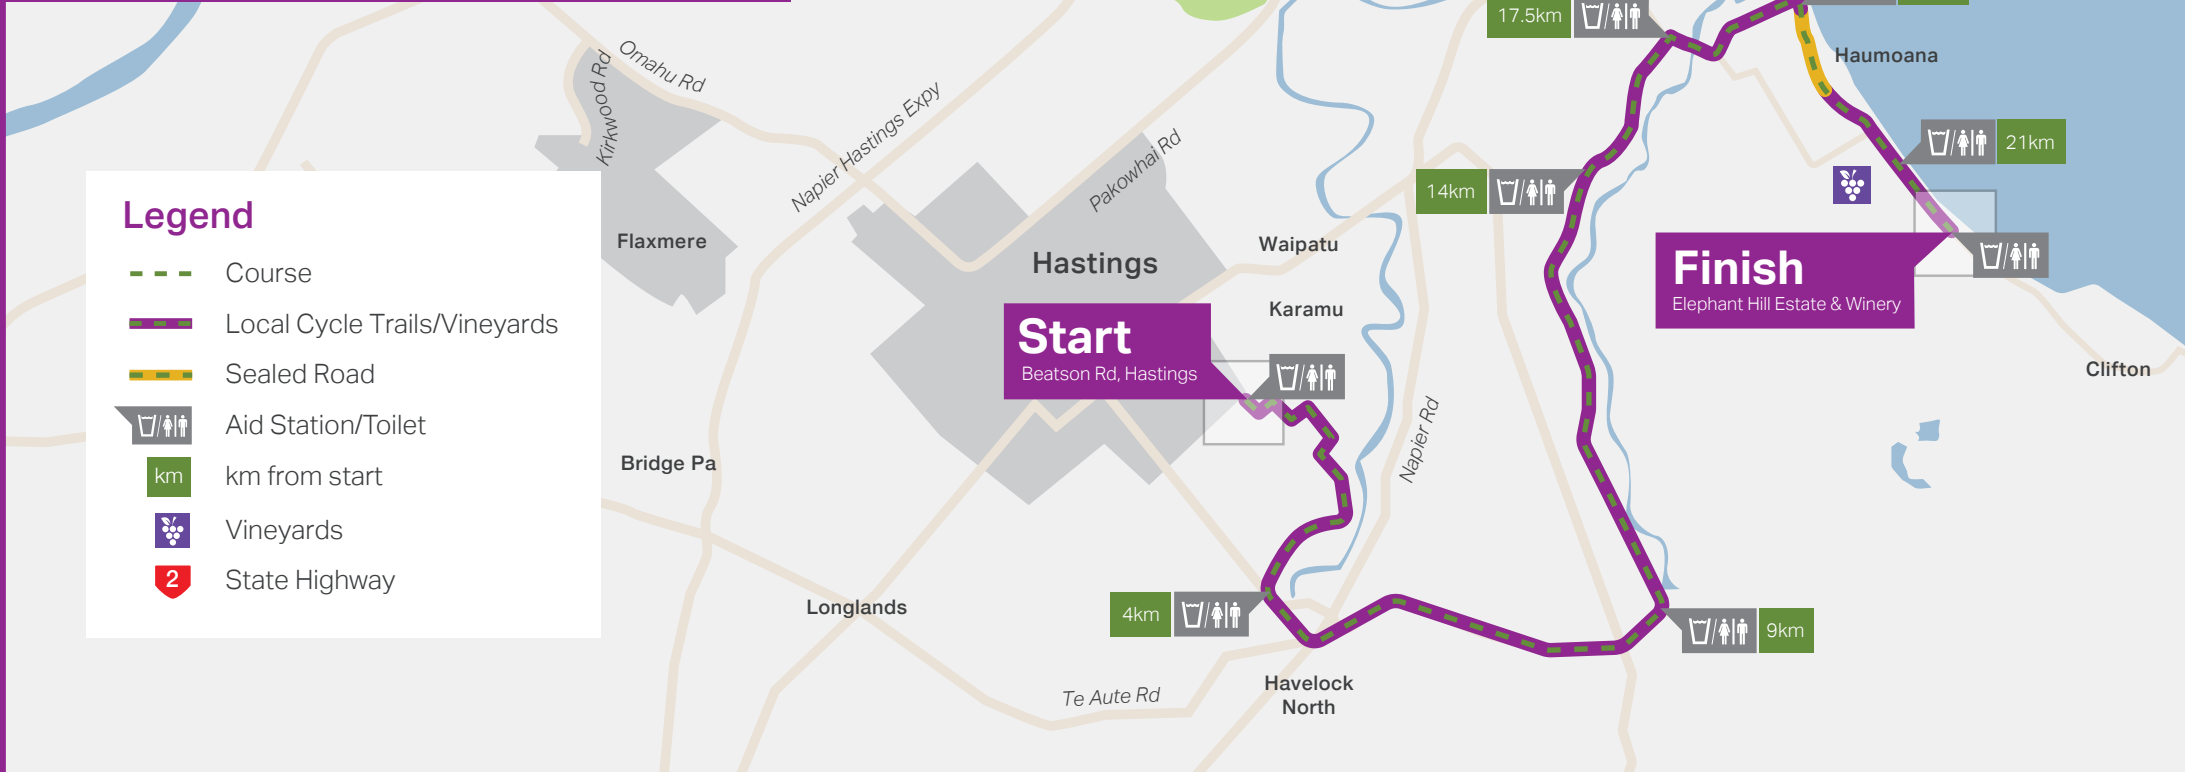 17.5km
Haumoana
Omahu Rd
Kirkwood Rd
Napier Hastings Expy
Pakowhai Rd
21km
14km
Legend
Course
Local Cycle Trails/Vineyards
Sealed Road
Aid Station/Toilet
km
km from start
Vineyards
2
State Highway
Flaxmere
Hastings
Waipatu
Karamu
Start
Beatson Rd, Hastings
Finish
Elephant Hill Estate & Winery
Clifton
Napier Rd
Bridge Pa
Longlands
4km
9km
Te Aute Rd
Havelock
North